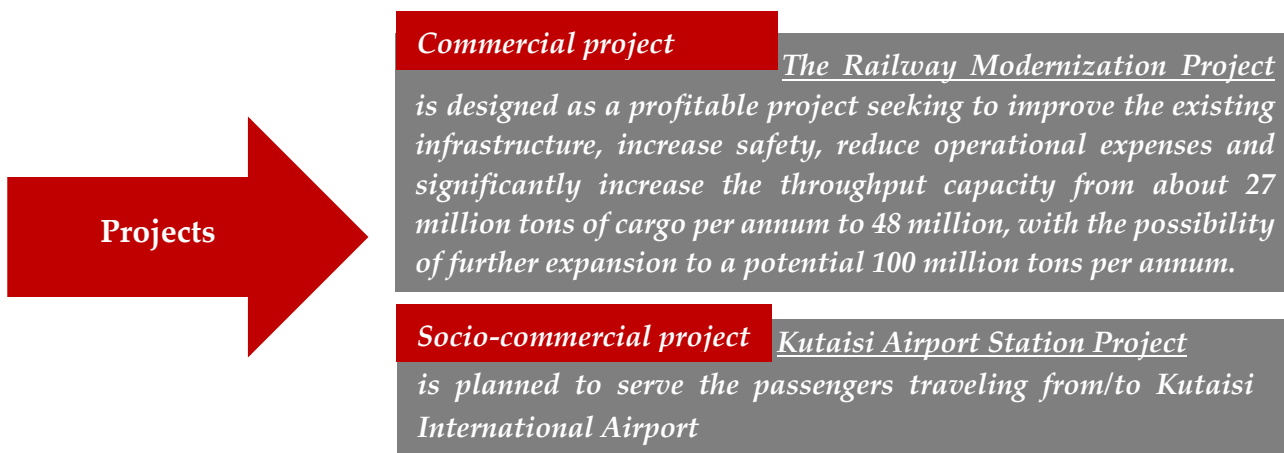 Projects
Commercial project
The Railway Modernization Project
is designed as a profitable project seeking to improve the existing
infrastructure, increase safety, reduce operational expenses and
significantly increase the throughput capacity from about 27
million tons of cargo per annum to 48 million, with the possibility
of further expansion to a potential 100 million tons per annum.
Socio-commercial project
Kutaisi Airport Station Project
is planned to serve the passengers traveling from/to Kutaisi
International Airport